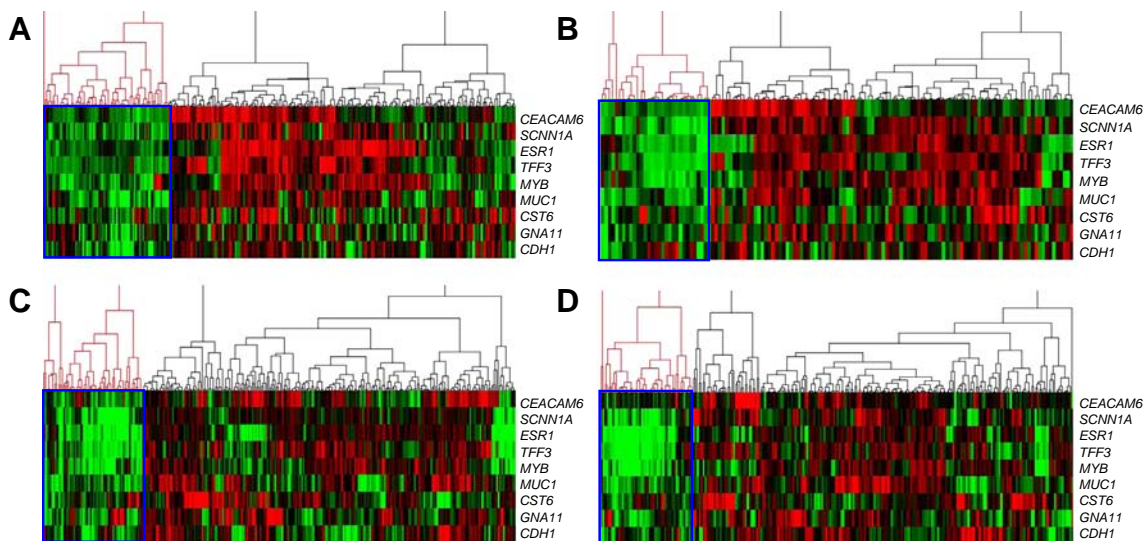 A
CEACAM6
SCNN1A
ESR1
TFF3
MYB
MUC1
CST6
GNA11
CDH1
B
CEACAM6
SCNN1A
ESR1
TFF3
MYB
MUC1
CST6
GNA11
CDH1
C
CEACAM6
SCNN1A
ESR1
TFF3
MYB
MUC1
CST6
GNA11
CDH1
D
CEACAM6
SCNN1A
ESR1
TFF3
MYB
MUC1
CST6
GNA11
CDH1